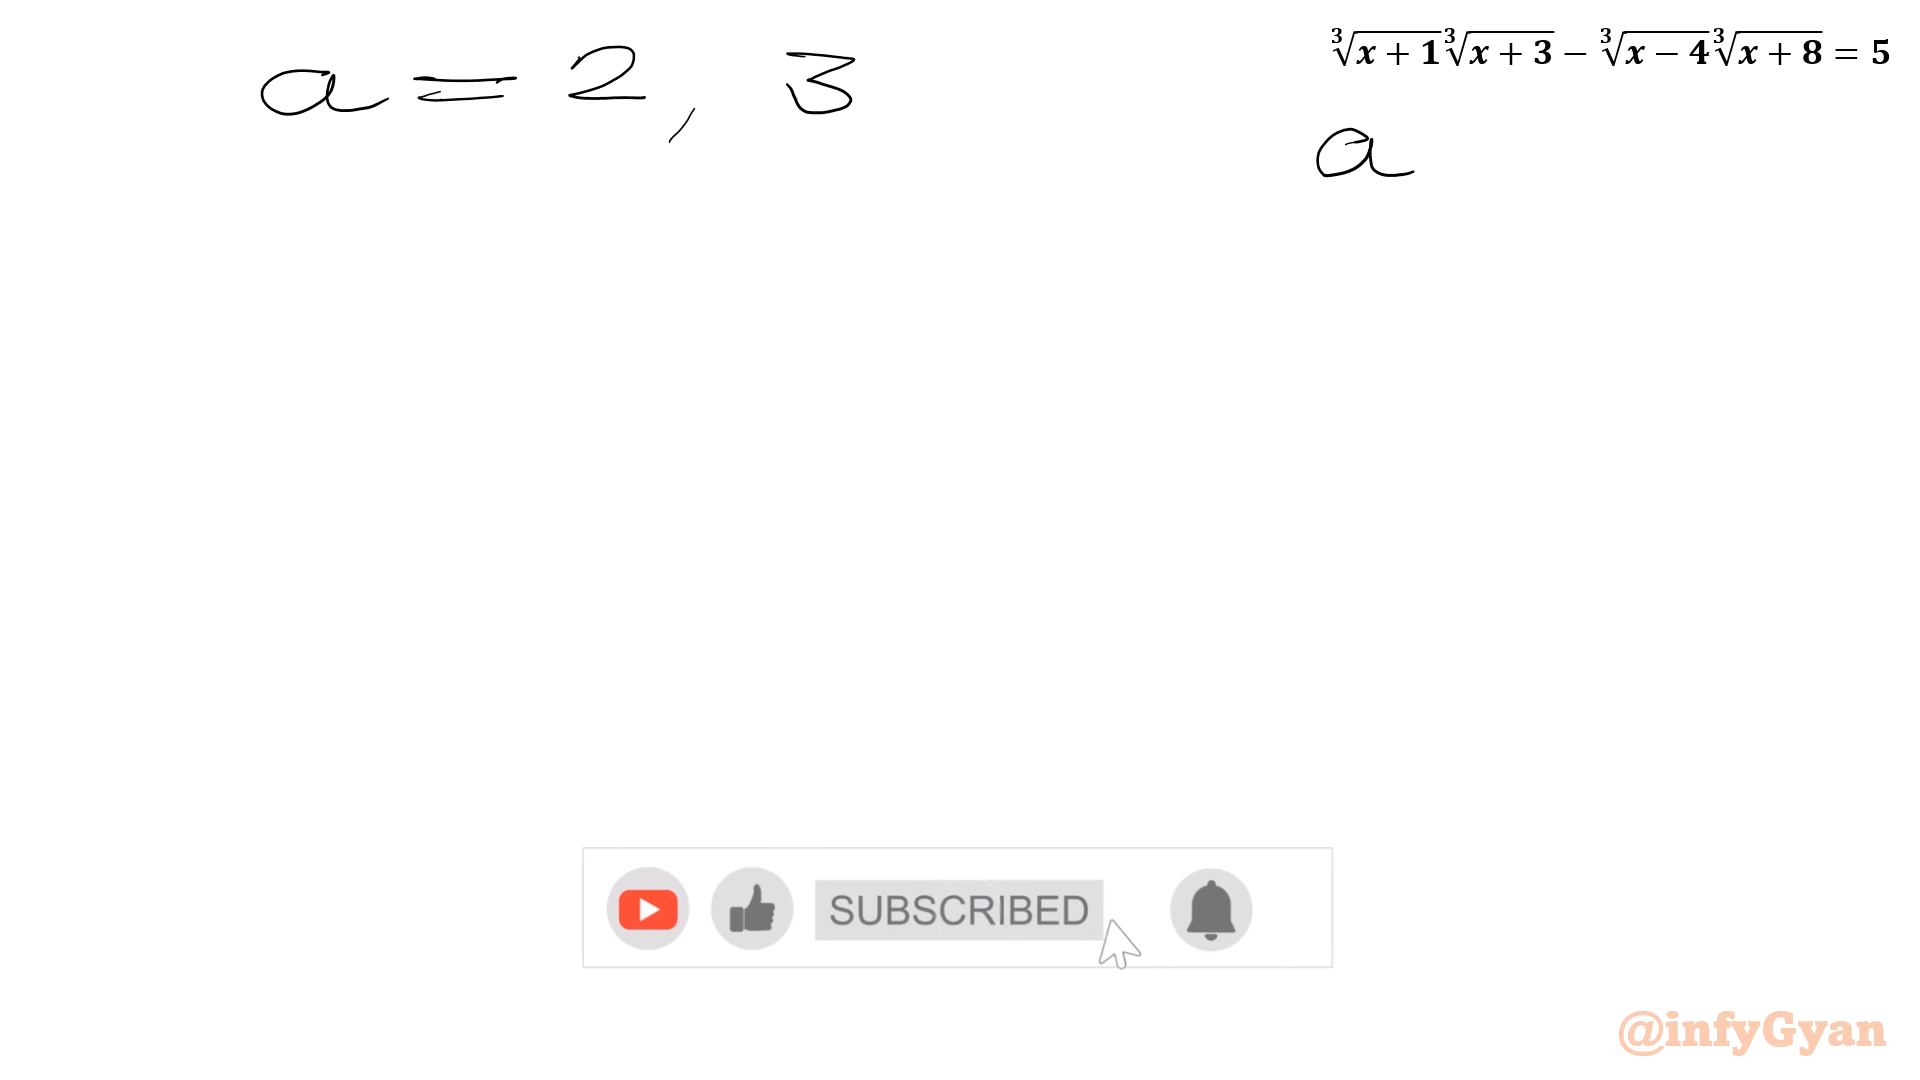 a = 2, 3
∛(x + 1)∛(x + 3) − ∛(x − 4)∛(x + 8) = 5
a
SUBSCRIBED
@infyGyan